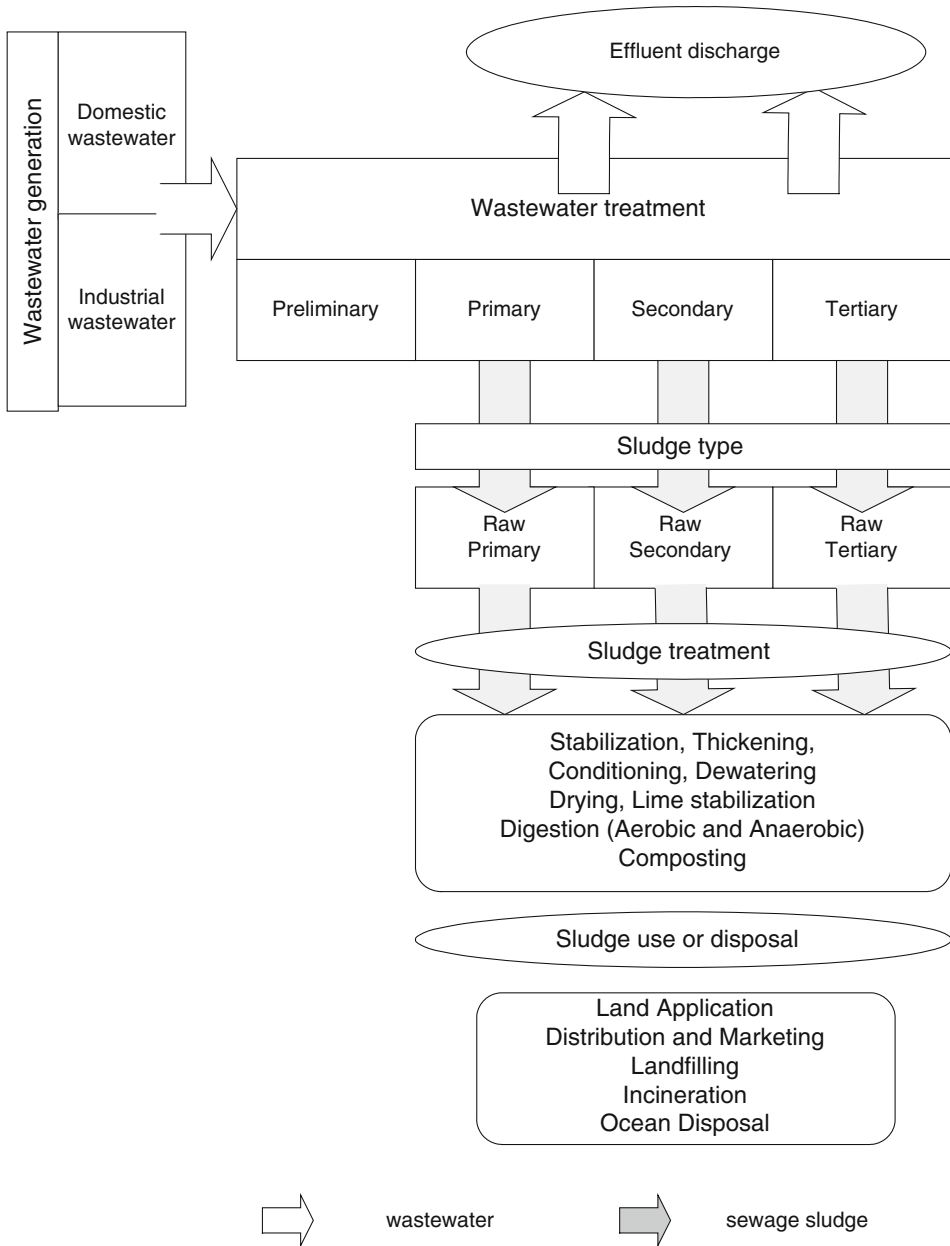 Effluent discharge
Wastewater generation
Domestic
wastewater
Industrial
wastewater
Wastewater treatment
Preliminary
Primary
Secondary
Tertiary
Sludge type
Raw
Primary
Raw
Secondary
Raw
Tertiary
Sludge treatment
Stabilization, Thickening,
Conditioning, Dewatering
Drying, Lime stabilization
Digestion (Aerobic and Anaerobic)
Composting
Sludge use or disposal
Land Application
Distribution and Marketing
Landfilling
Incineration
Ocean Disposal
wastewater
sewage sludge